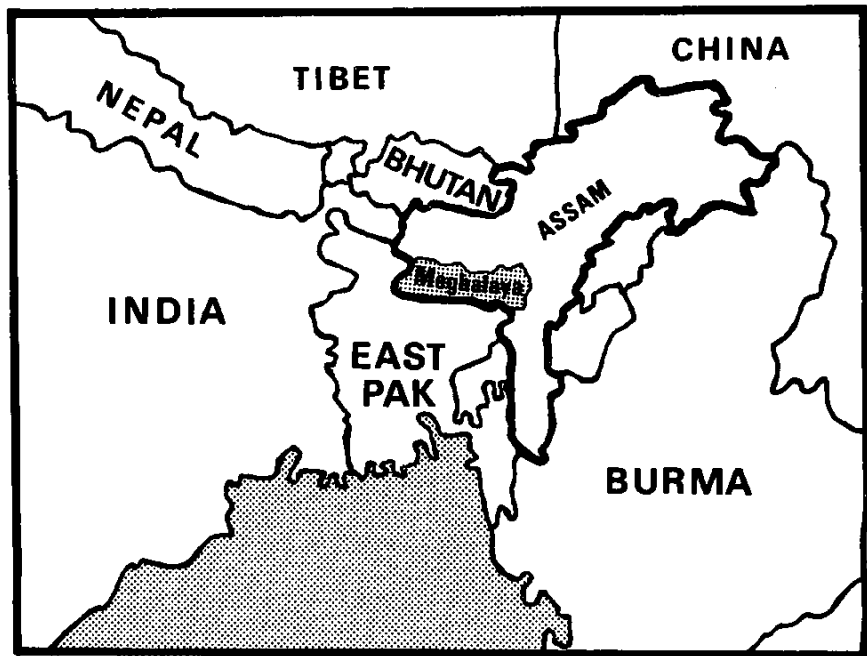 CHINA
TIBET
NEPAL
BHUTAN
ASSAM
Meghalaya
INDIA
EAST
PAK
BURMA